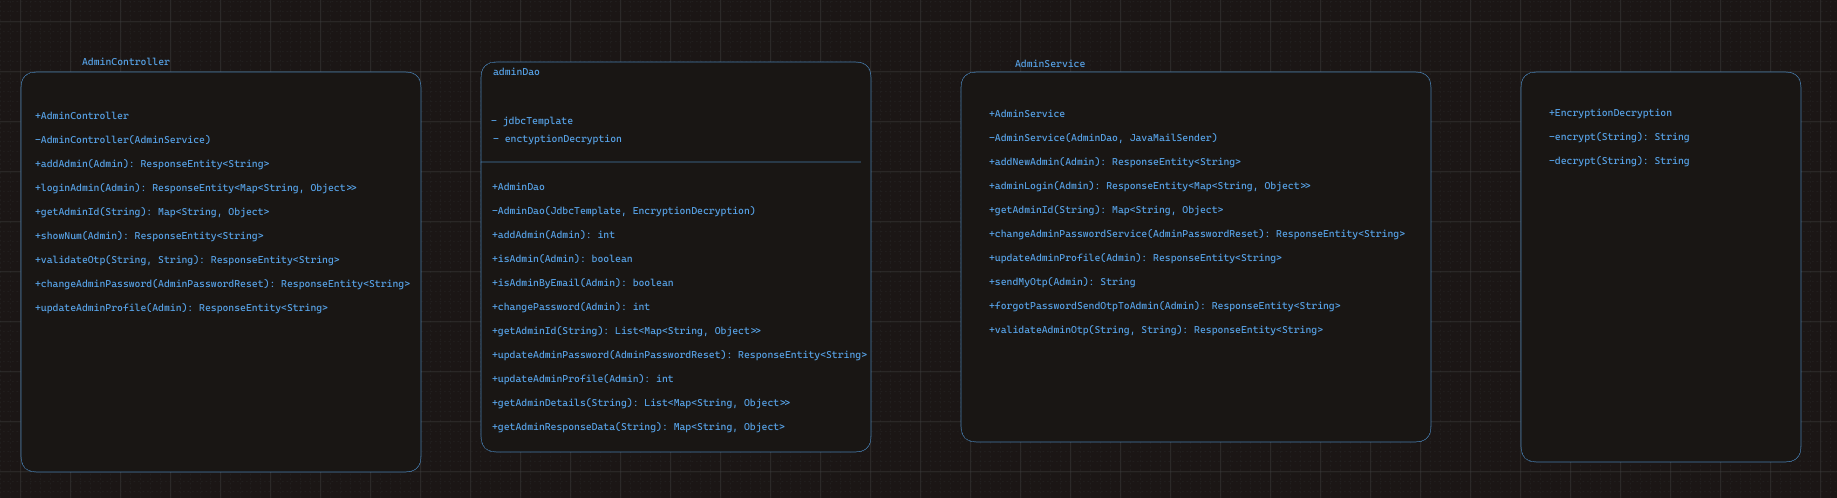 AdminController
+AdminController
-AdminController(AdminService)
+addAdmin(Admin): ResponseEntity<String>
+loginAdmin(Admin): ResponseEntity<Map<String, Object>>
+getAdminId(String): Map<String, Object>
+showNum(Admin): ResponseEntity<String>
+validateOtp(String, String): ResponseEntity<String>
+changeAdminPassword(AdminPasswordReset): ResponseEntity<String>
+updateAdminProfile(Admin): ResponseEntity<String>
adminDao
- jdbcTemplate
- enctyptionDecryption
+AdminDao
-AdminDao(JdbcTemplate, EncryptionDecryption)
+addAdmin(Admin): int
+isAdmin(Admin): boolean
+isAdminByEmail(Admin): boolean
+changePassword(Admin): int
+getAdminId(String): List<Map<String, Object>>
+updateAdminPassword(AdminPasswordReset): ResponseEntity<String>
+updateAdminProfile(Admin): int
+getAdminDetails(String): List<Map<String, Object>>
+getAdminResponseData(String): Map<String, Object>
AdminService
+AdminService
-AdminService(AdminDao, JavaMailSender)
+addNewAdmin(Admin): ResponseEntity<String>
+adminLogin(Admin): ResponseEntity<Map<String, Object>>
+getAdminId(String): Map<String, Object>
+changeAdminPasswordService(AdminPasswordReset): ResponseEntity<String>
+updateAdminProfile(Admin): ResponseEntity<String>
+sendMyOtp(Admin): String
+forgotPasswordSendOtpToAdmin(Admin): ResponseEntity<String>
+validateAdminOtp(String, String): ResponseEntity<String>
+EncryptionDecryption
-encrypt(String): String
-decrypt(String): String